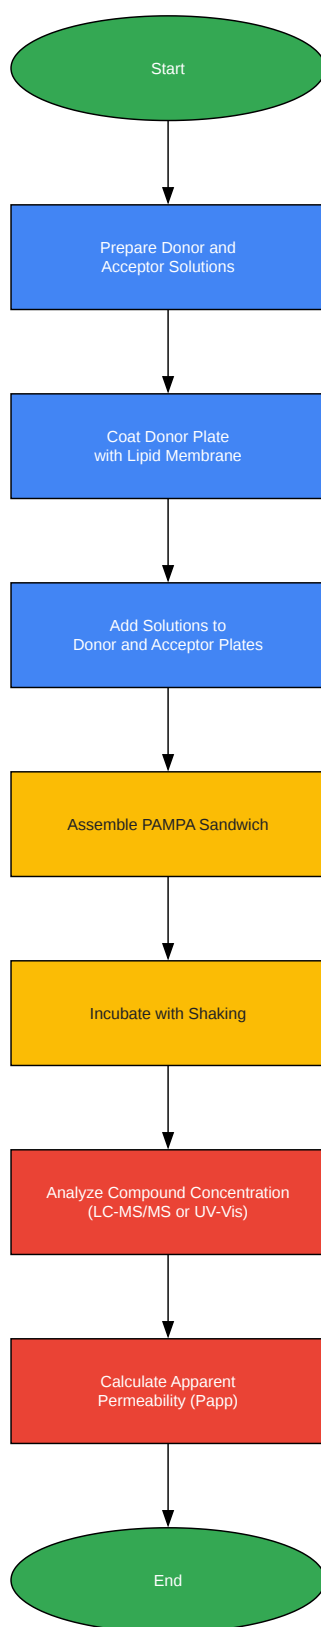 Start
Prepare Donor and
Acceptor Solutions
Coat Donor Plate
with Lipid Membrane
Add Solutions to
Donor and Acceptor Plates
Assemble PAMPA Sandwich
Incubate with Shaking
Analyze Compound Concentration
(LC-MS/MS or UV-Vis)
Calculate Apparent
Permeability (Papp)
End